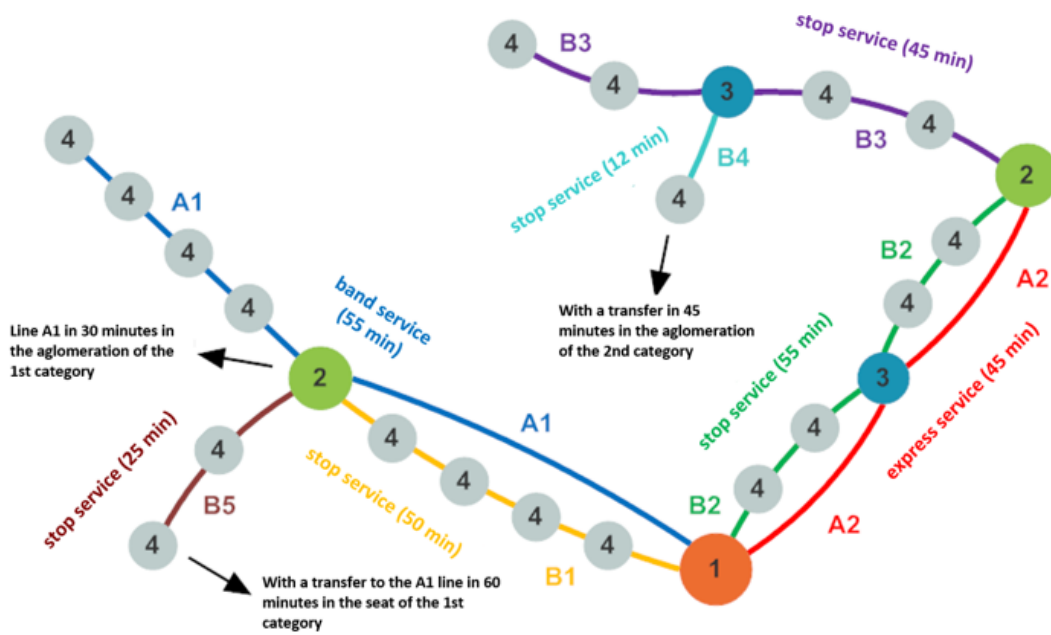 4
B3
4
3
4
4
B3
stop service (45 min)
2
stop service (12 min)
B4
4
With a transfer in 45
minutes in the aglomeration
of the 2nd category
4
A1
4
4
4
band service
(55 min)
Line A1 in 30 minutes in
the aglomeration of the
1st category
2
A1
4
B2
A2
4
3
stop service (55 min)
express service (45 min)
4
4
B2
A2
stop service (25 min)
4
B5
4
stop service (50 min)
4
4
4
4
B1
1
With a transfer to the A1 line in 60
minutes in the seat of the 1st
category